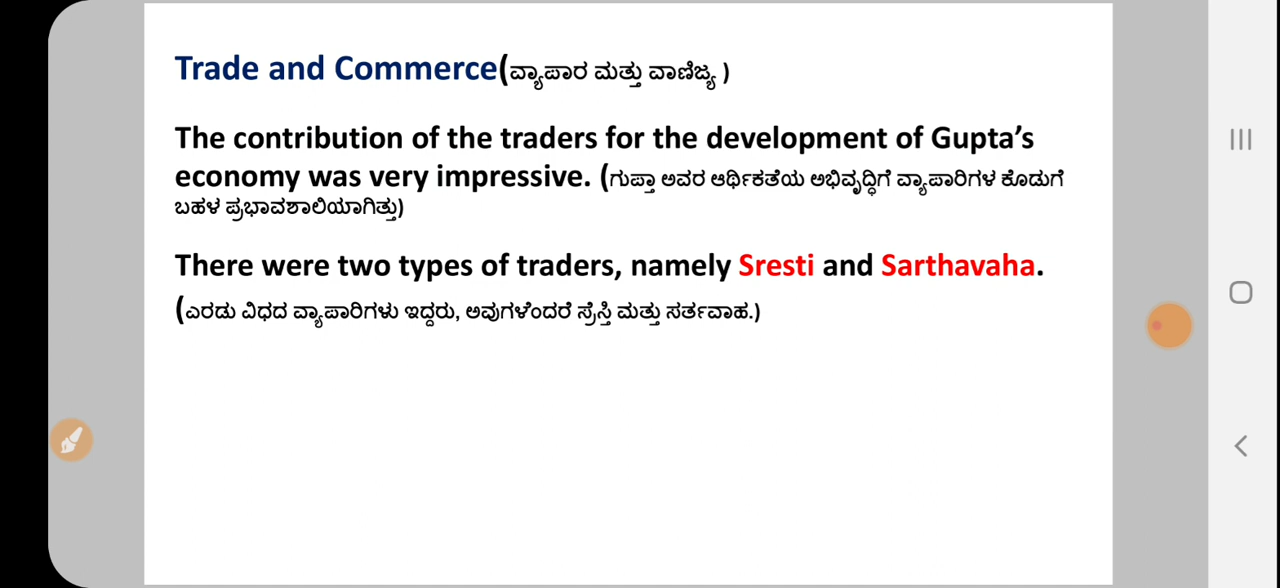 Trade and Commerce(ವ್ಯಾಪಾರ ಮತ್ತು ವಾಣಿಜ್ಯ )
The contribution of the traders for the development of Gupta’s
economy was very impressive. (ಗುಪ್ತಾ ಅವರ ಆರ್ಥಿಕತೆಯ ಅಭಿವೃದ್ಧಿಗೆ ವ್ಯಾಪಾರಿಗಳ ಕೊಡುಗೆ
ಬಹಳ ಪ್ರಭಾವಶಾಲಿಯಾಗಿತ್ತು)
There were two types of traders, namely Sresti and Sarthavaha.
(ಎರಡು ವಿಧದ ವ್ಯಾಪಾರಿಗಳು ಇದ್ದರು, ಅವುಗಳೆಂದರೆ ಸ್ರೆಸ್ತಿ ಮತ್ತು ಸರ್ತವಾಹ.)